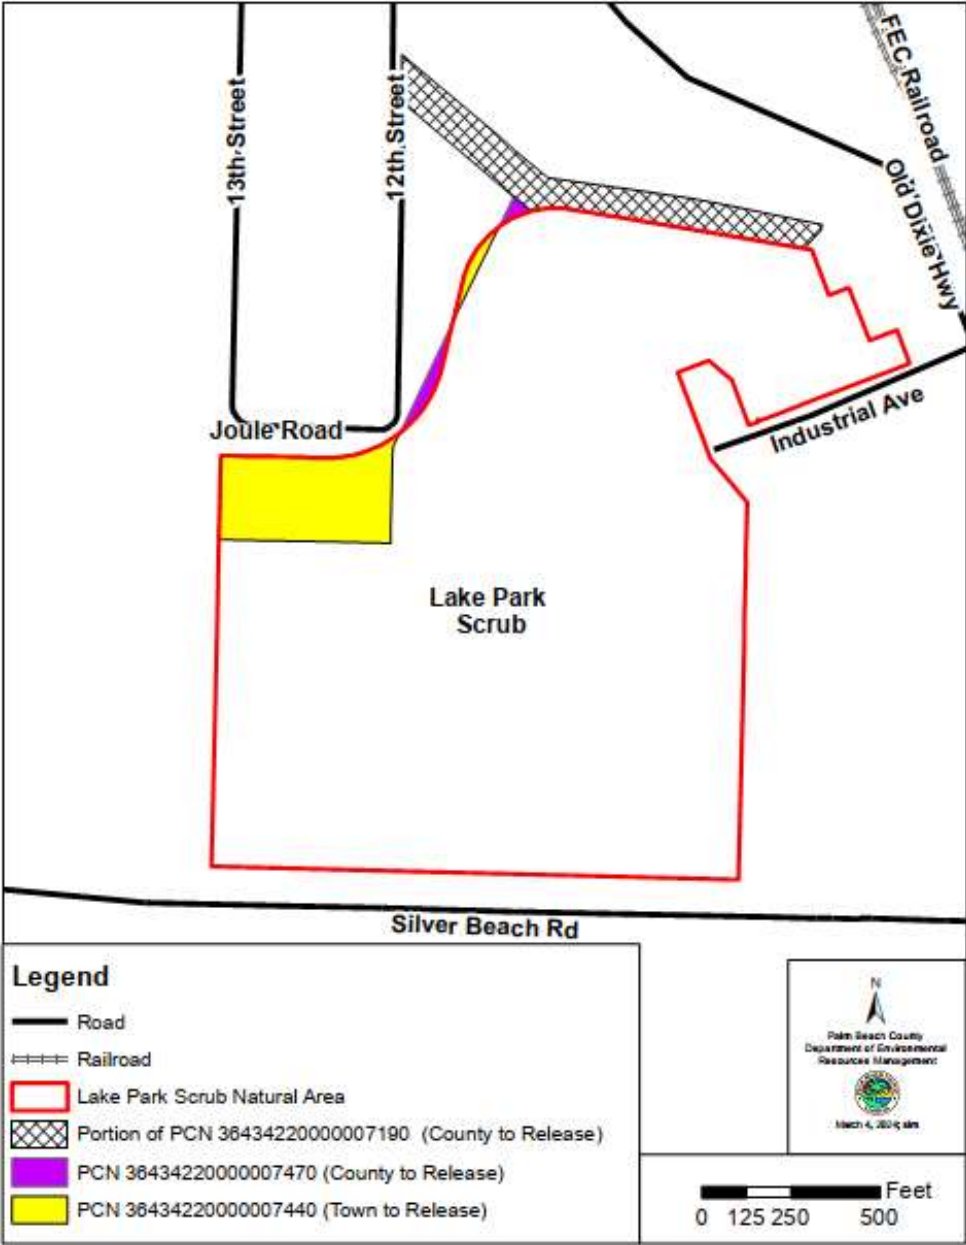 FEC Railroad
13th Street
12th Street
Old Dixie Hwy
Joule Road
Industrial Ave
Lake Park
Scrub
Silver Beach Rd
Legend
Road
Railroad
Lake Park Scrub Natural Area
Portion of PCN 36434220000007190 (County to Release)
PCN 36434220000007470 (County to Release)
PCN 36434220000007440 (Town to Release)
N
Palm Beach County
Department of Environmental
Resources Management
March 4, 2024,
Feet
0 125 250 500